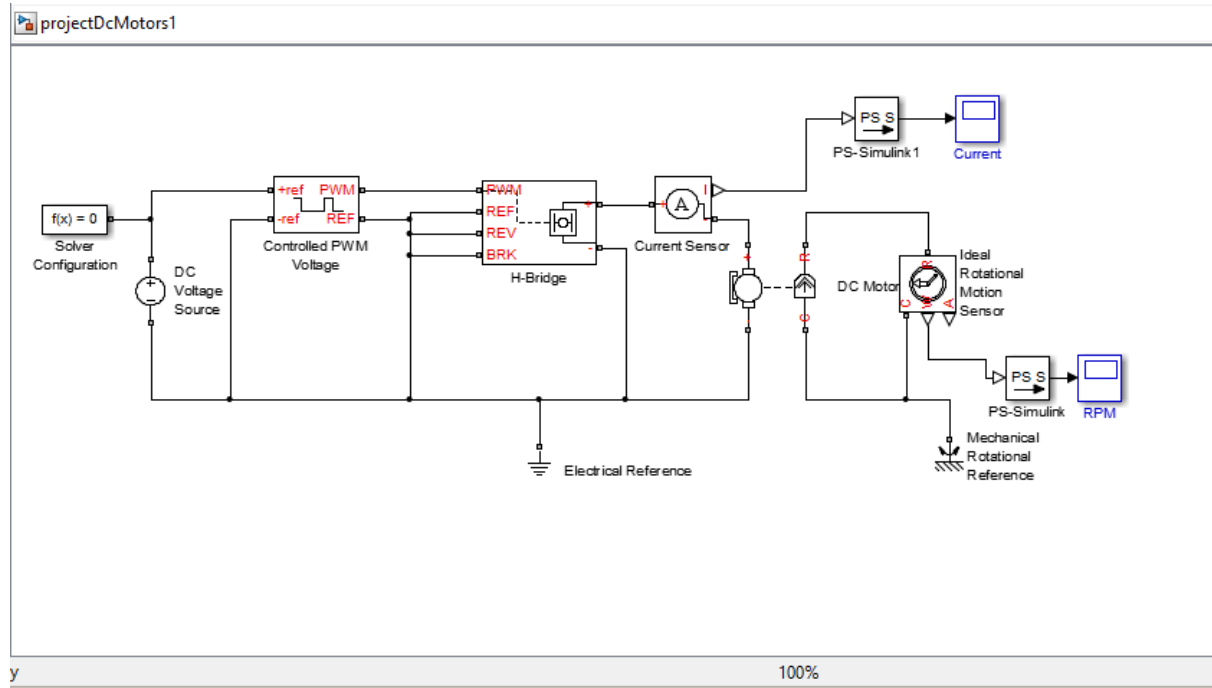 projectDcMotors1
PS S
PS-Simulink1
Current
f(x) = 0
Solver
Configuration
+ref PWM
-ref REF
Controlled PWM
Voltage
PWM
REF
REV
BRK
+
-
H-Bridge
A
+
I
-
Current Sensor
DC
Voltage
Source
+
-
+
-
R
C
DC Motor
R
C
W
A
Ideal
Rotational
Motion
Sensor
PS S
PS-Simulink
RPM
Electrical Reference
Mechanical
Rotational
Reference
y
100%